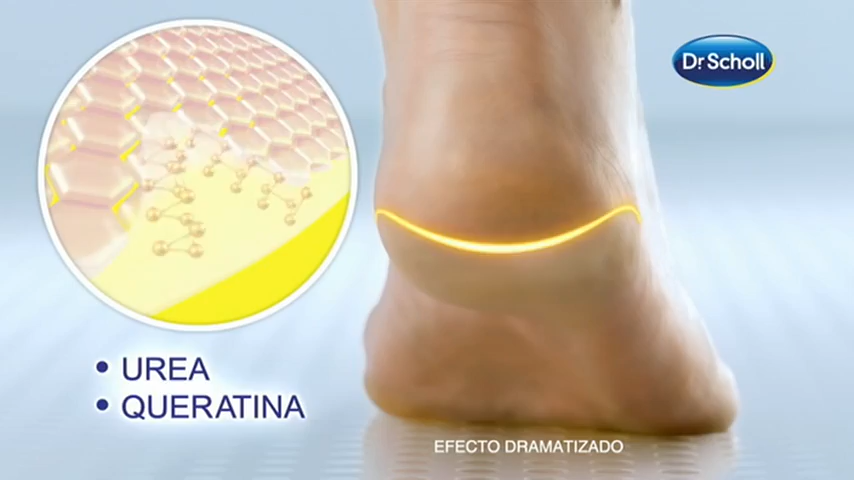 Dr. Scholl
• UREA
• QUERATINA
EFECTO DRAMATIZADO